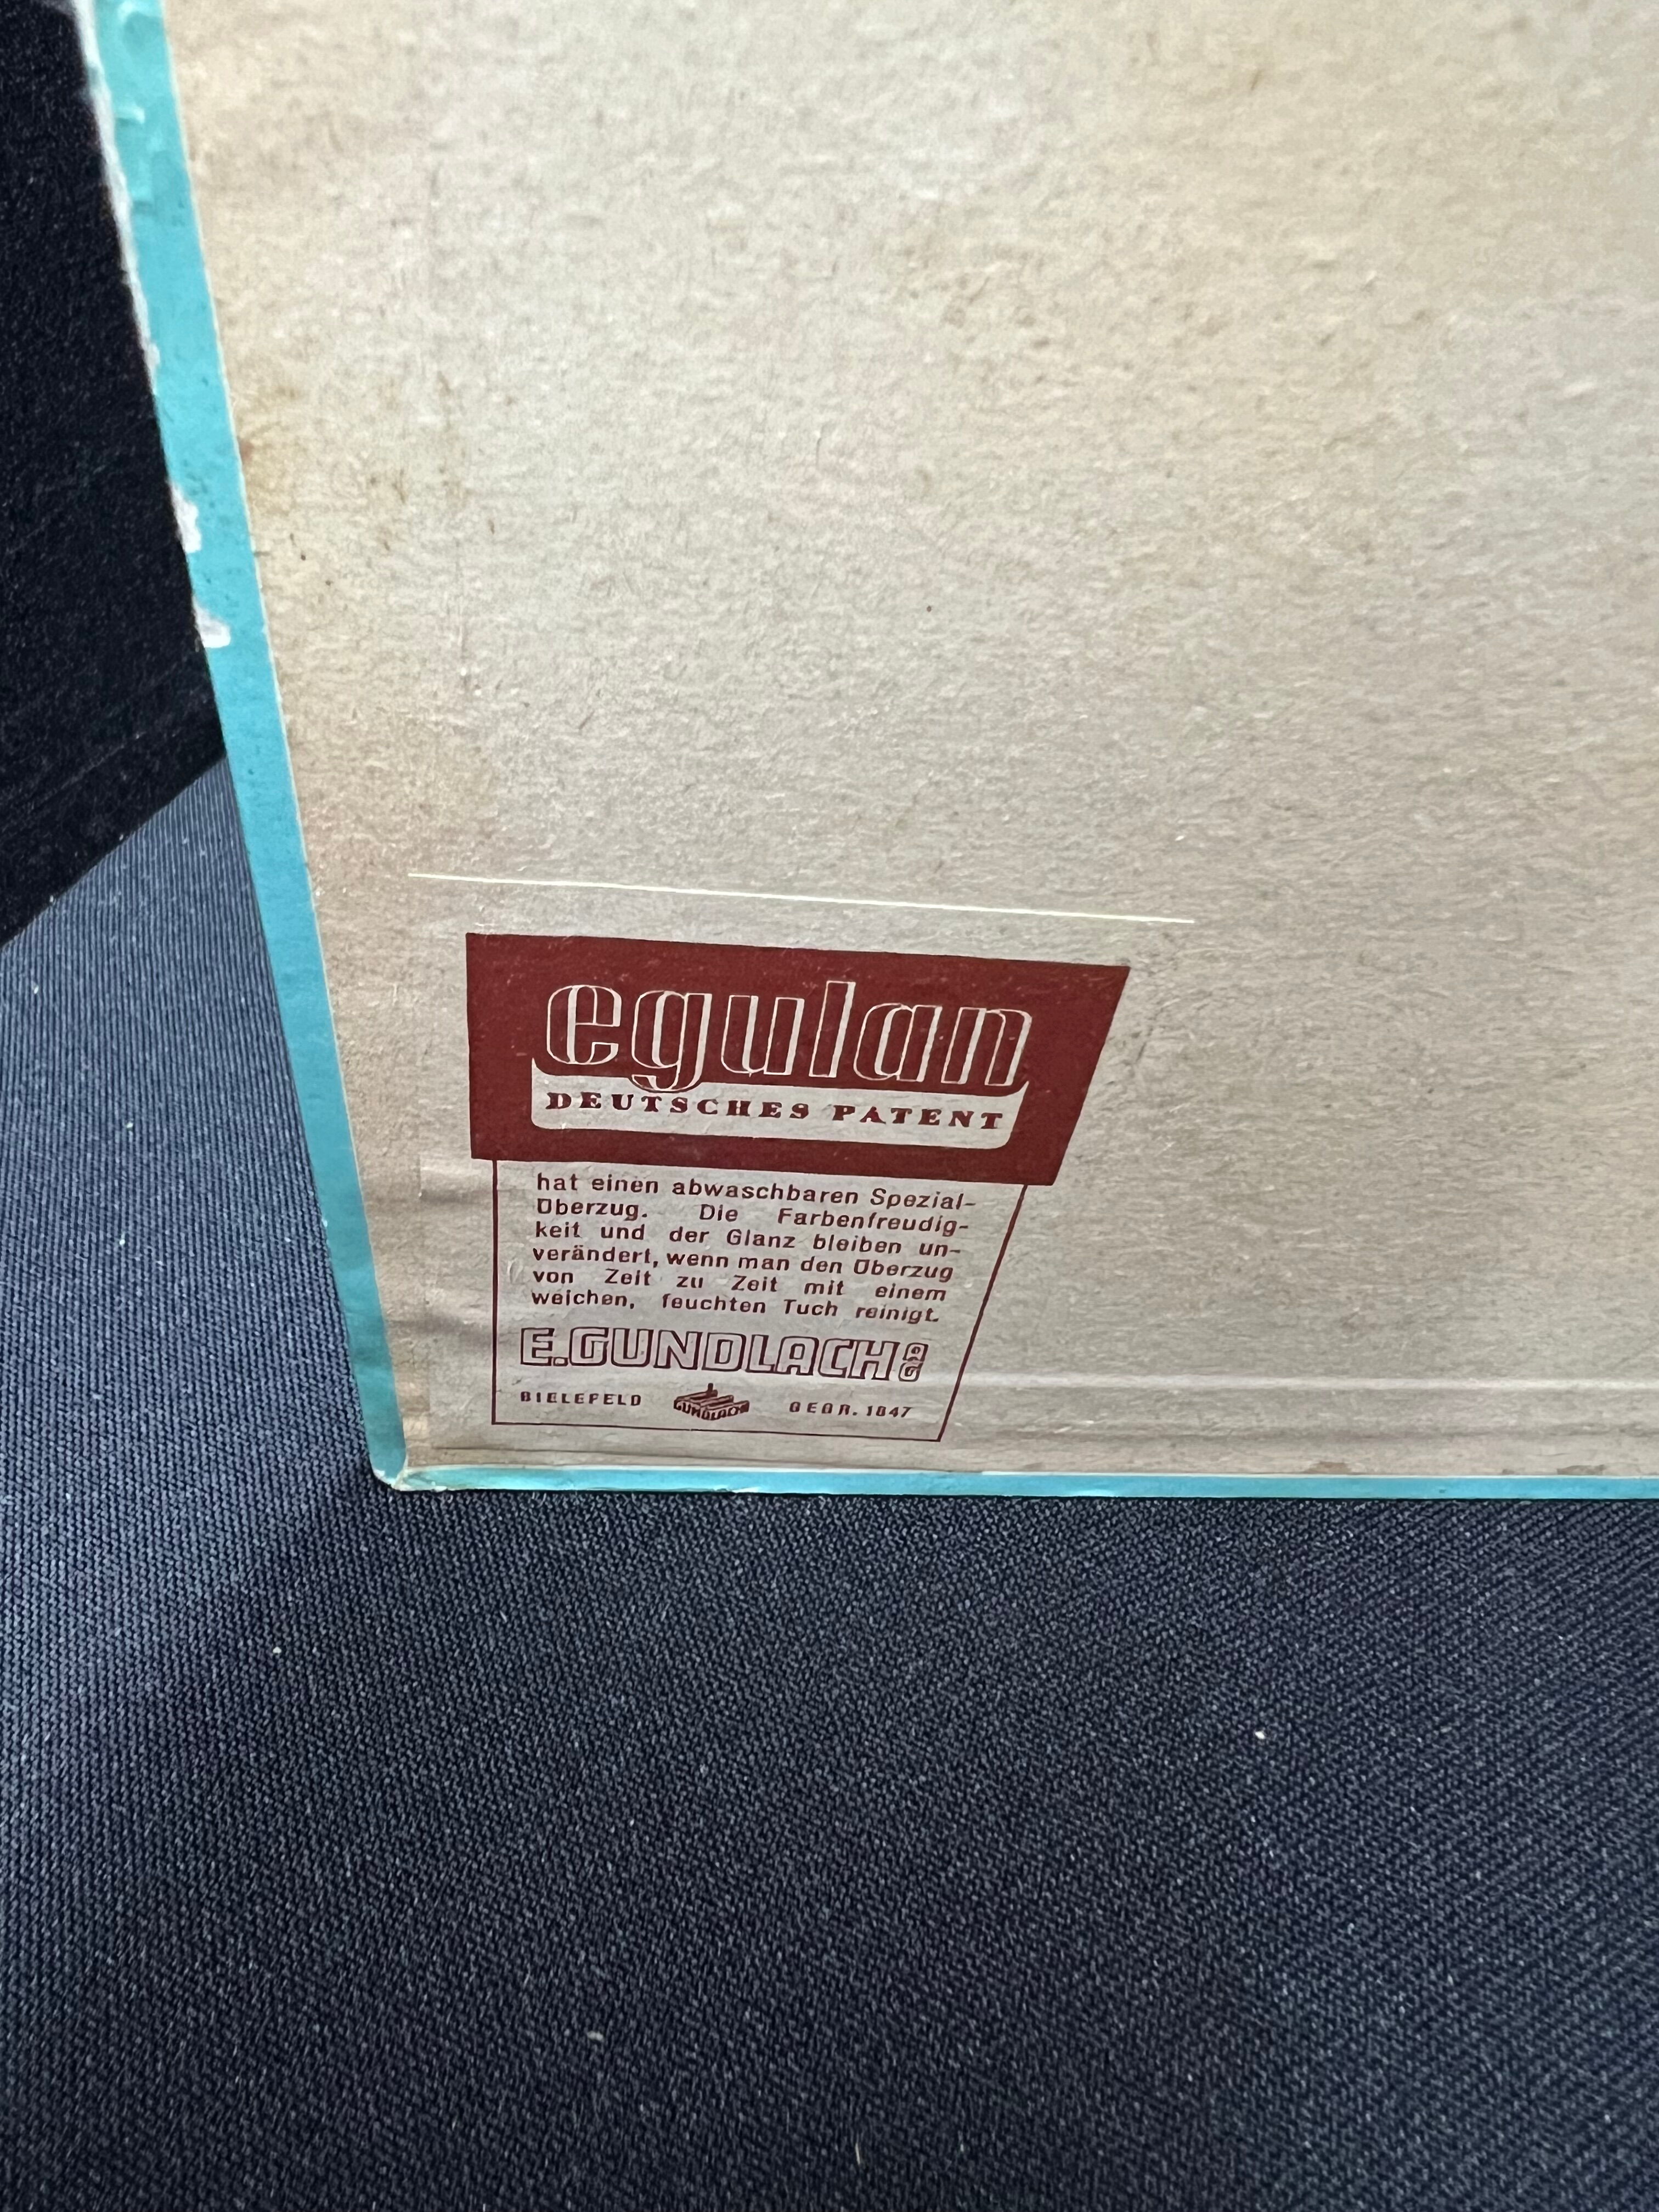 egulan
DEUTSCHES PATENT
hat einen abwaschbaren Spezial-
Überzug. Die Farbenfreudig-
keit und der Glanz bleiben un-
verändert, wenn man den Überzug
von Zeit zu Zeit mit einem
weichen, feuchten Tuch reinigt.
E.GUNDLACH AG
BIELEFELD GUNDLACH GEGR. 1847